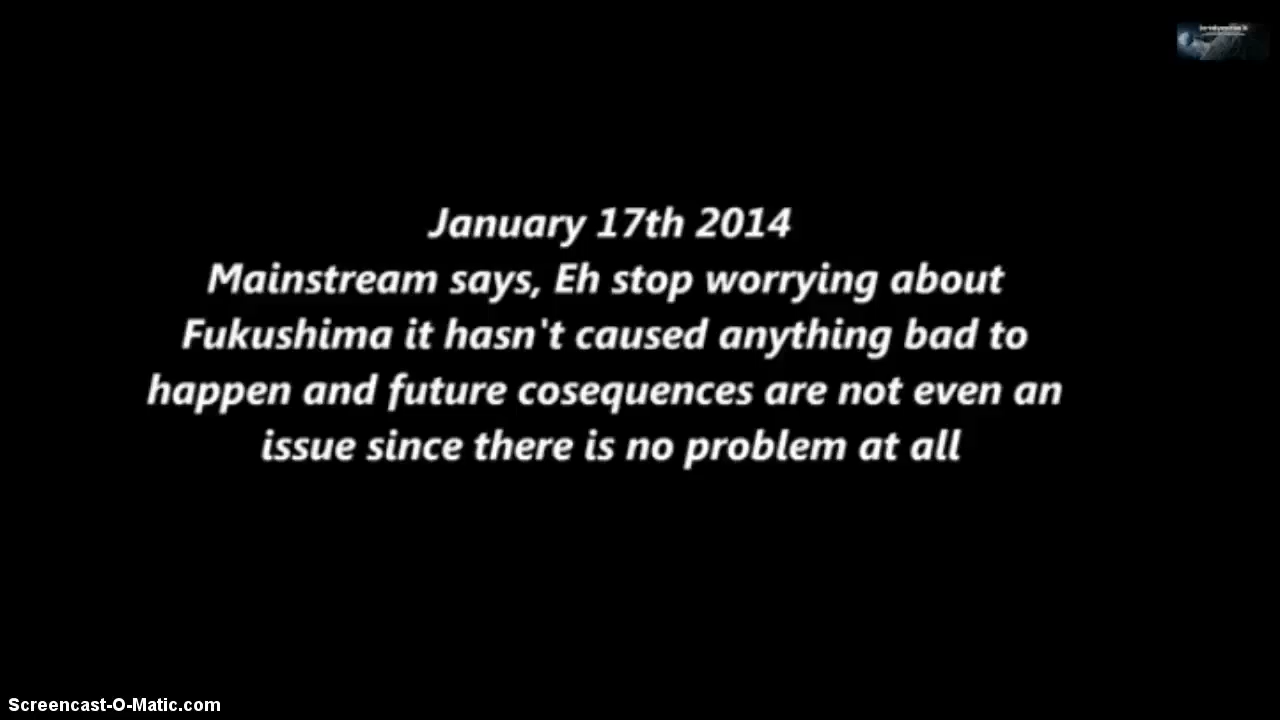 January 17th 2014
Mainstream says, Eh stop worrying about
Fukushima it hasn't caused anything bad to
happen and future cosequences are not even an
issue since there is no problem at all
Screencast-O-Matic.com